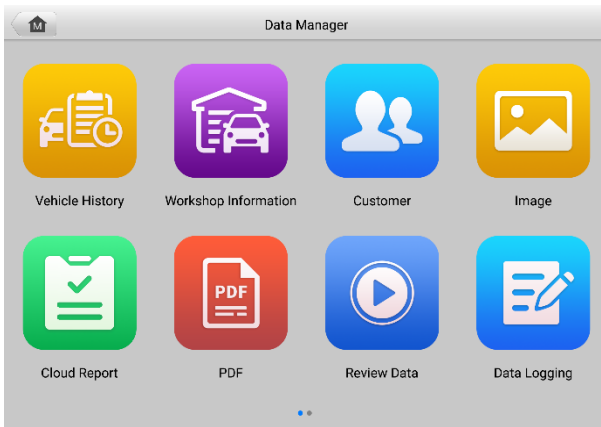 M
Data Manager
Vehicle History
Workshop Information
Customer
Image
PDF
Cloud Report
PDF
Review Data
Data Logging